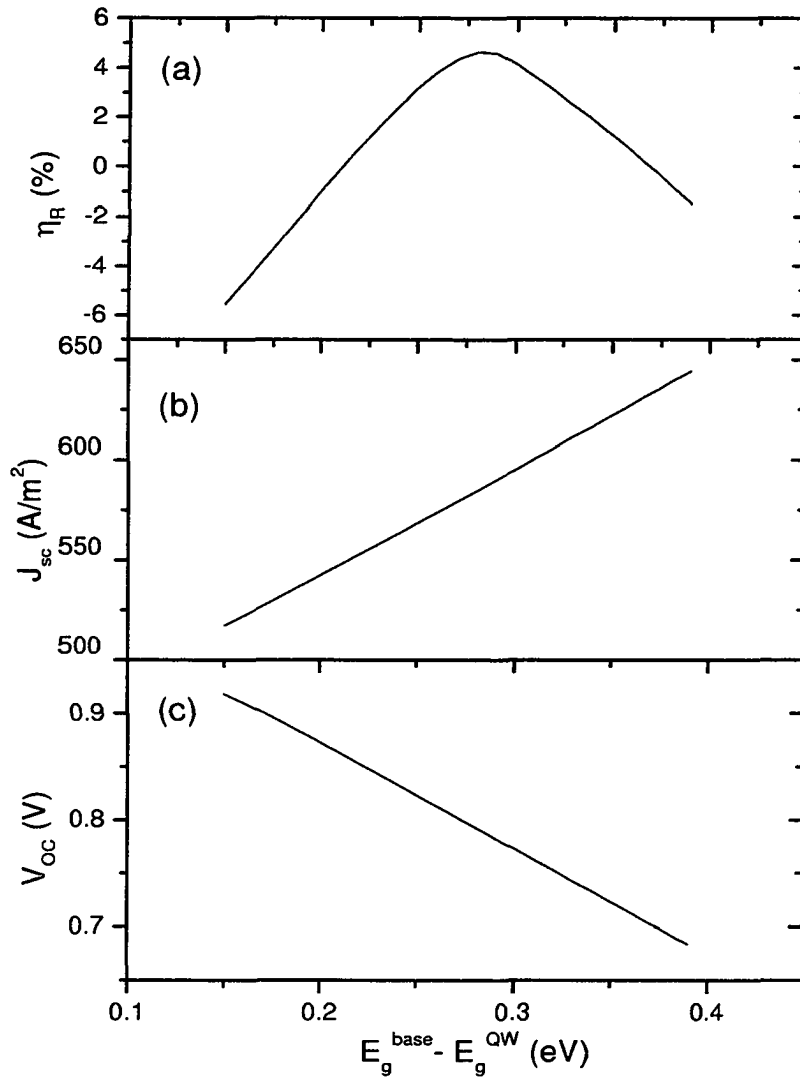 6
(a)
4
2
0
-2
-4
-6
η_R (%)
650
(b)
600
550
500
J_sc (A/m²)
(c)
0.9
0.8
0.7
V_OC (V)
0.1 0.2 0.3 0.4
E_g^base - E_g^QW (eV)